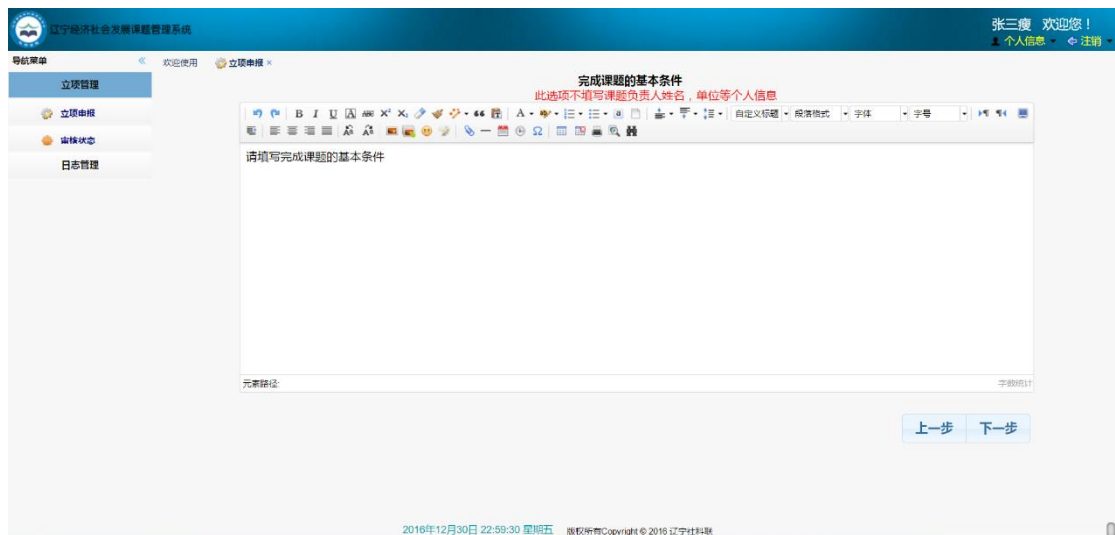 辽宁经济社会发展课题管理系统
张三瘦 欢迎您！
个人信息 注销
导航菜单
欢迎使用 立项申报
立项管理
立项申报
审核状态
日志管理
完成课题的基本条件
此选项不填写课题负责人姓名，单位等个人信息
自定义标题 段落格式 字体 字号
请填写完成课题的基本条件
元素路径:
字数统计
上一步 下一步
2016年12月30日 22:59:30 星期五 版权所有Copyright © 2016 辽宁社科联